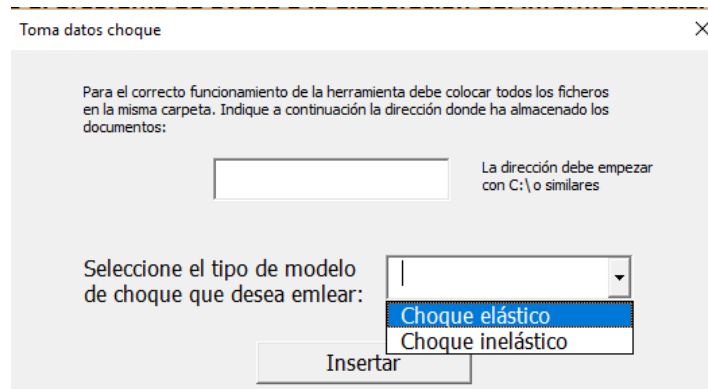 Toma datos choque
Para el correcto funcionamiento de la herramienta debe colocar todos los ficheros
en la misma carpeta. Indique a continuación la dirección donde ha almacenado los
documentos:
La dirección debe empezar
con C:\ o similares
Seleccione el tipo de modelo
de choque que desea emlear:
Choque elástico
Choque inelástico
Insertar